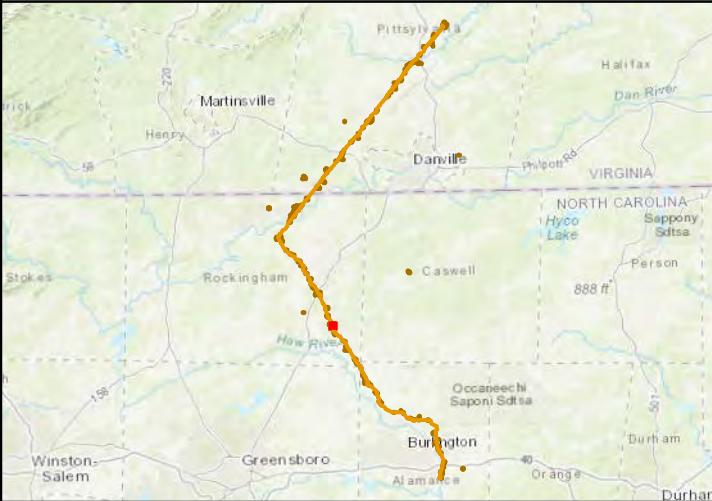 Pittsylvania
Halifax
220
Martinsville
Dan River
Henry
58
Danville
Philpott Rd
VIRGINIA
NORTH CAROLINA
Hyco
Lake
Sappony
Sdtsa
Stokes
Rockingham
Caswell
Person
888 ft
Haw River
Occaneechi
Saponi Sdtsa
158
501
Burlington
Durham
Winston-
Salem
Greensboro
40
Alamance
Orange
Durham